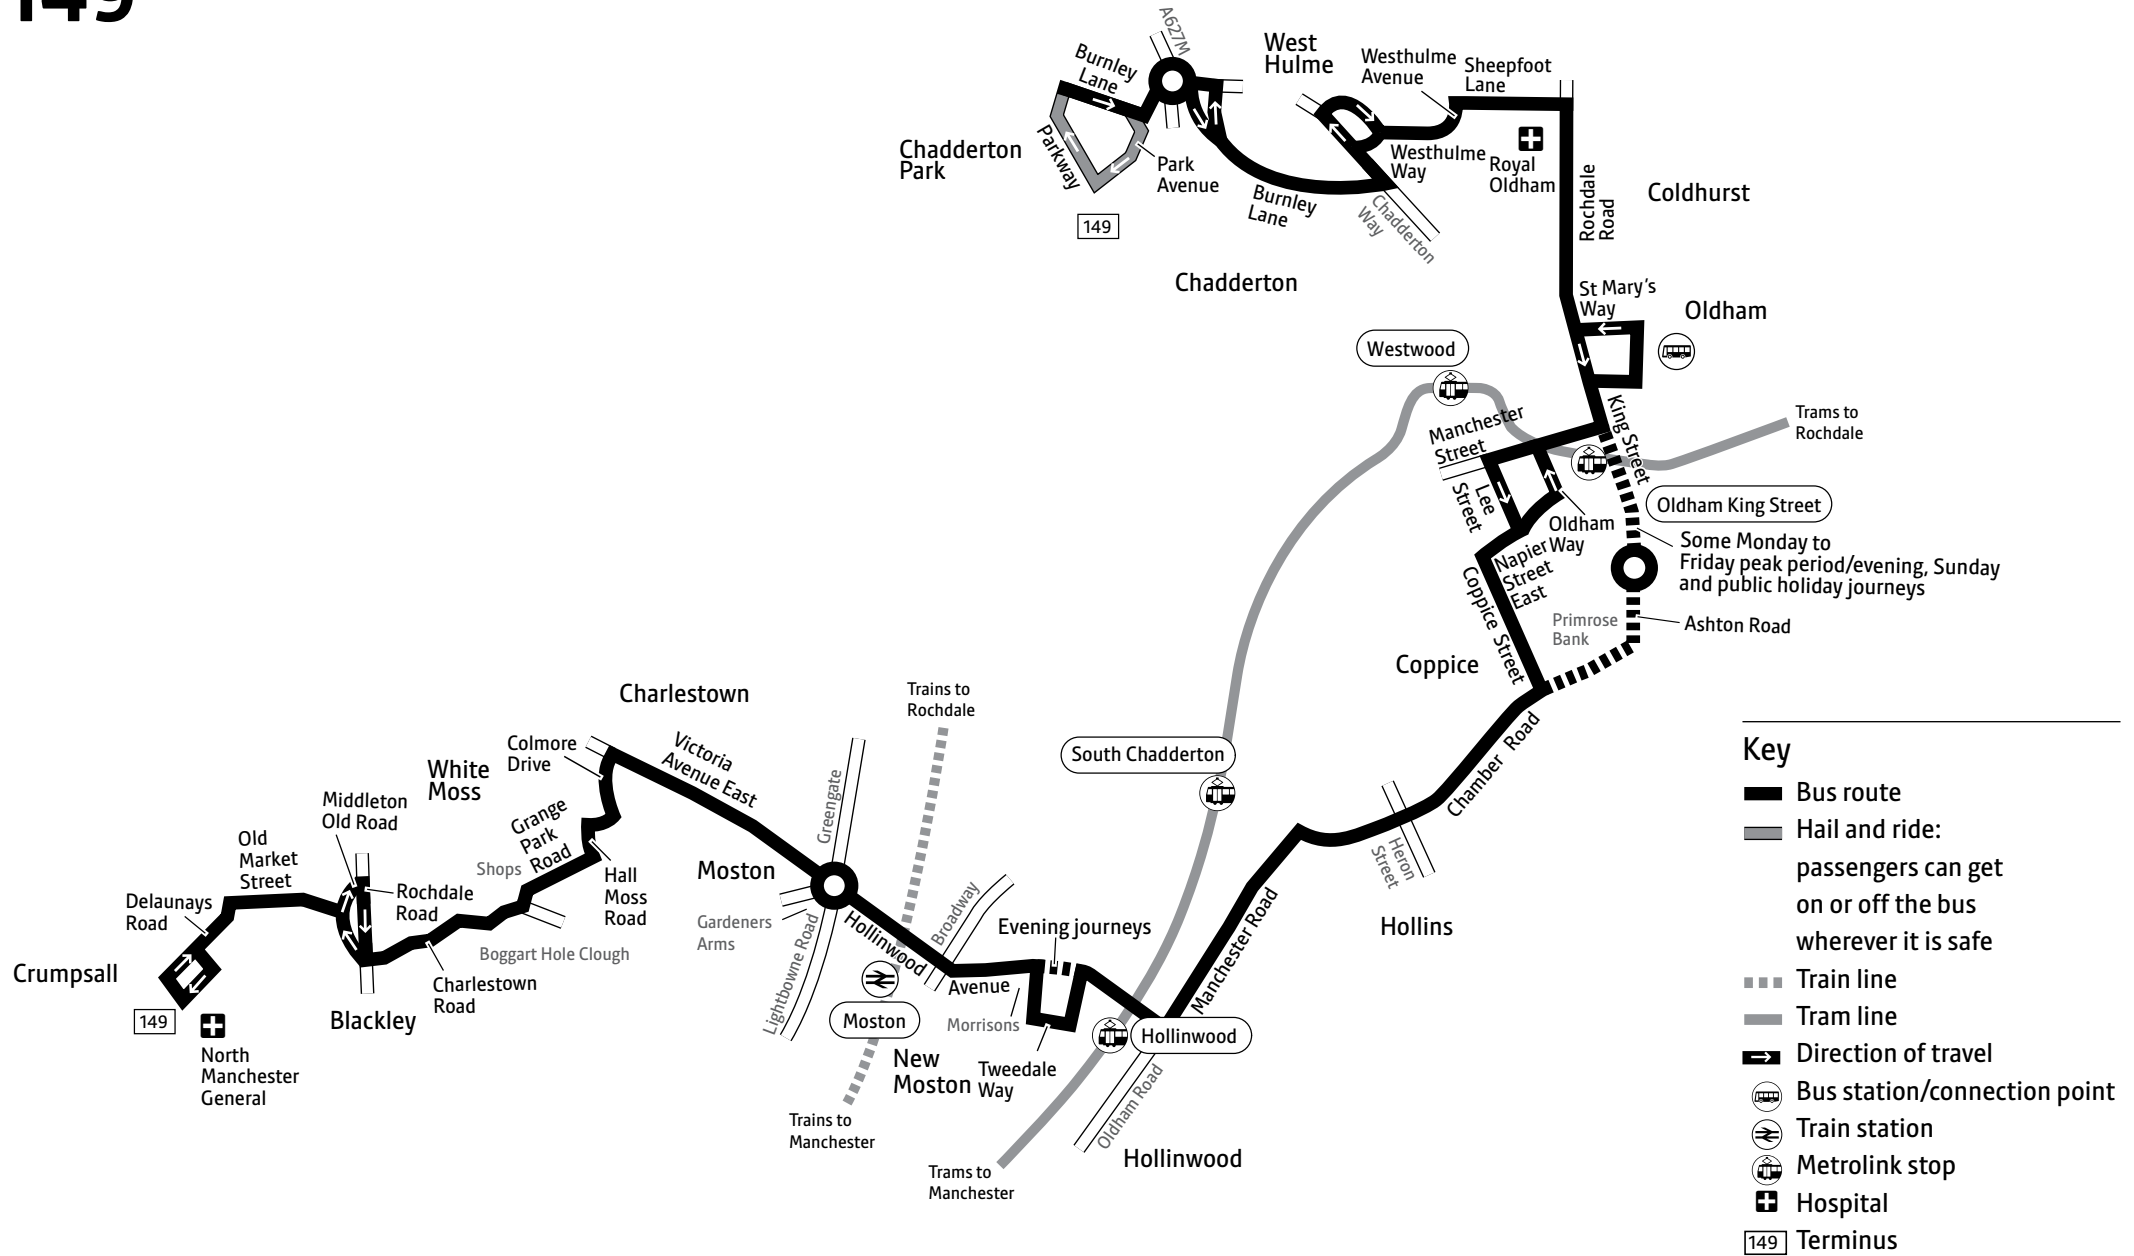 149
A627M
Burnley
Lane
West
Hulme
Westhulme
Avenue
Sheepfoot
Lane
Chadderton
Park
Parkway
Park
Avenue
149
Burnley
Lane
Chadderton
Way
Westhulme
Way
Royal
Oldham
Rochdale
Road
Coldhurst
Chadderton
St Mary's
Way
Oldham
Westwood
Manchester
Street
King Street
Trams to
Rochdale
Lee
Street
Oldham
Way
Oldham King Street
Napier
Street
East
Some Monday to
Friday peak period/evening, Sunday
and public holiday journeys
Coppice Street
Primrose
Bank
Ashton Road
Coppice
Charlestown
Trains to
Rochdale
South Chadderton
Chamber Road
Colmore
Drive
Victoria
Avenue East
White
Moss
Middleton
Old Road
Grange
Park
Road
Greengate
Heron
Street
Old
Market
Street
Shops
Moston
Hall
Moss
Road
Delaunays
Road
Rochdale
Road
Gardeners
Arms
Lightbowne Road
Hollinwood
Avenue
Broadway
Evening journeys
Manchester Road
Hollins
Crumpsall
Boggart Hole Clough
Charlestown
Road
149
Blackley
Moston
Morrisons
Hollinwood
North
Manchester
General
New
Moston
Tweedale
Way
Oldham Road
Trains to
Manchester
Trams to
Manchester
Hollinwood
Key
Bus route
Hail and ride:
passengers can get
on or off the bus
wherever it is safe
Train line
Tram line
Direction of travel
Bus station/connection point
Train station
Metrolink stop
Hospital
149 Terminus